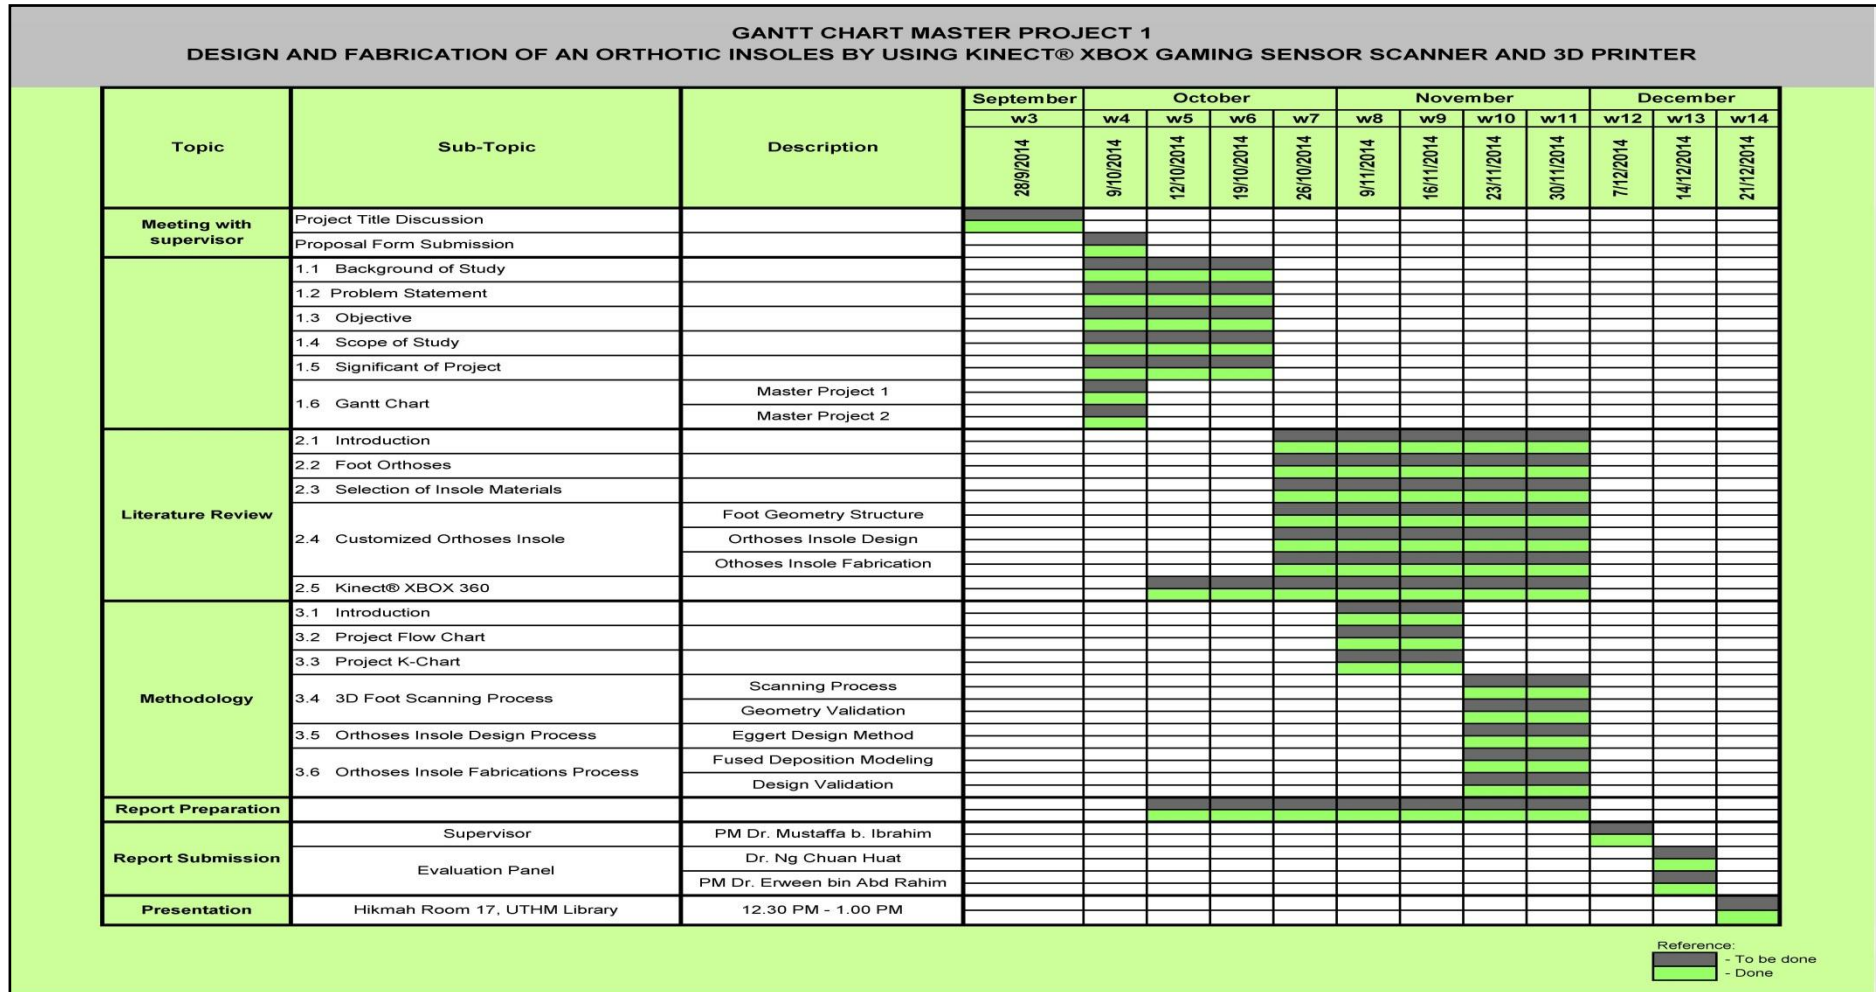 GANTT CHART MASTER PROJECT 1
DESIGN AND FABRICATION OF AN ORTHOTIC INSOLES BY USING KINECT® XBOX GAMING SENSOR SCANNER AND 3D PRINTER
Topic Sub-Topic Description September October November December
w3 w4 w5 w6 w7 w8 w9 w10 w11 w12 w13 w14
28/9/2014 9/10/2014 12/10/2014 19/10/2014 26/10/2014 9/11/2014 16/11/2014 23/11/2014 30/11/2014 7/12/2014 14/12/2014 21/12/2014
Meeting with
supervisor
Project Title Discussion
Proposal Form Submission
1.1 Background of Study
1.2 Problem Statement
1.3 Objective
1.4 Scope of Study
1.5 Significant of Project
1.6 Gantt Chart
Master Project 1
Master Project 2
Literature Review
2.1 Introduction
2.2 Foot Orthoses
2.3 Selection of Insole Materials
2.4 Customized Orthoses Insole
Foot Geometry Structure
Orthoses Insole Design
Othoses Insole Fabrication
2.5 Kinect® XBOX 360
Methodology
3.1 Introduction
3.2 Project Flow Chart
3.3 Project K-Chart
3.4 3D Foot Scanning Process
Scanning Process
Geometry Validation
3.5 Orthoses Insole Design Process Eggert Design Method
3.6 Orthoses Insole Fabrications Process
Fused Deposition Modeling
Design Validation
Report Preparation
Report Submission
Supervisor PM Dr. Mustaffa b. Ibrahim
Evaluation Panel
Dr. Ng Chuan Huat
PM Dr. Erween bin Abd Rahim
Presentation Hikmah Room 17, UTHM Library 12.30 PM - 1.00 PM
Reference:
- To be done
- Done